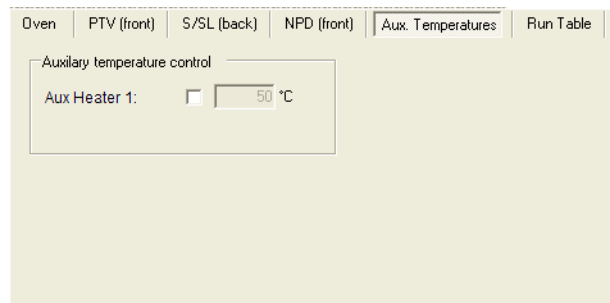 Oven PTV (front) S/SL (back) NPD (front) Aux. Temperatures Run Table
Auxilary temperature control
Aux Heater 1: 50 °C